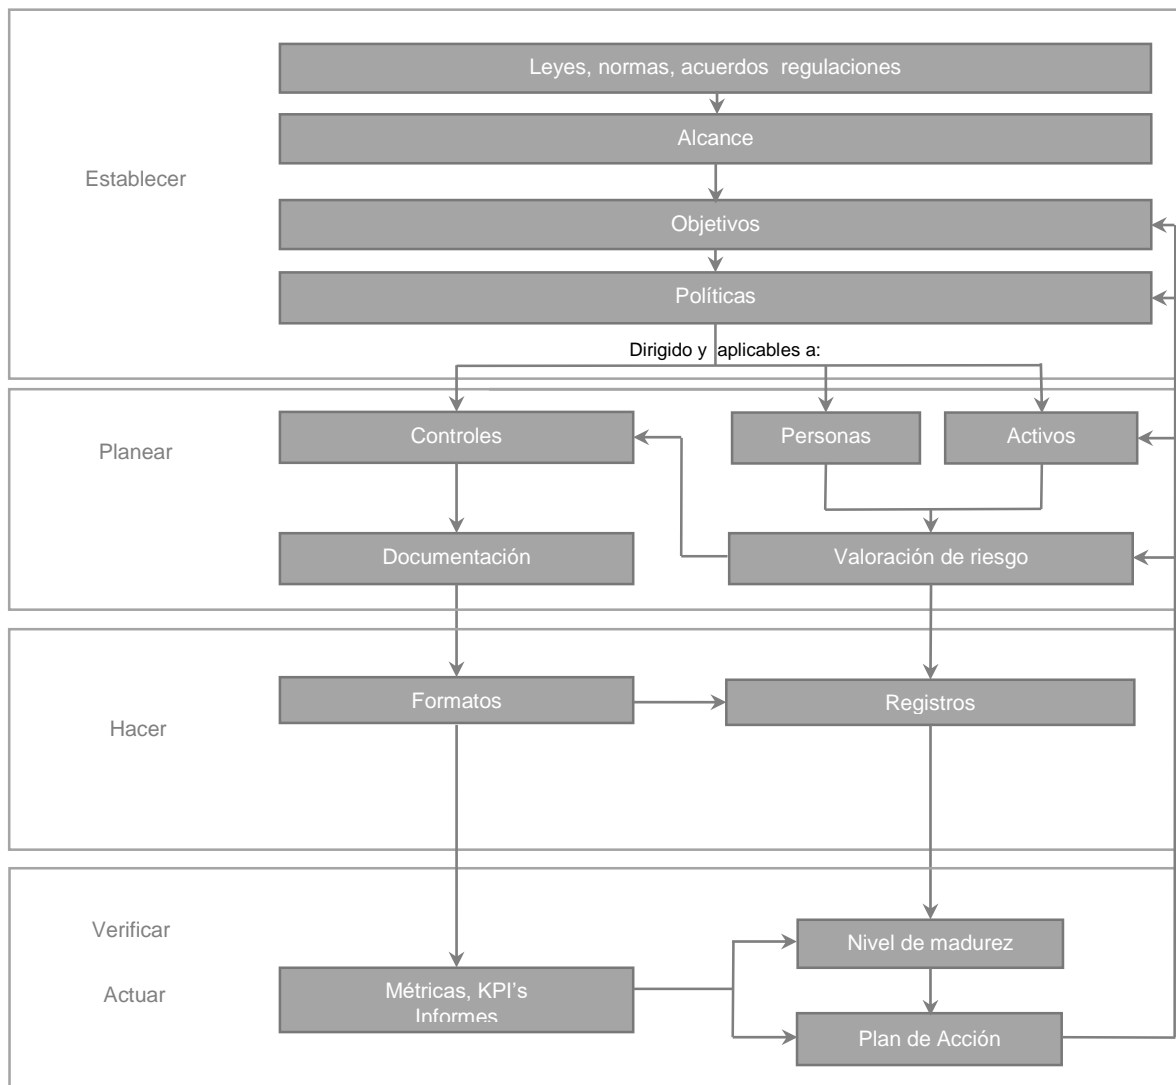 Leyes, normas, acuerdos regulaciones
Alcance
Establecer
Objetivos
Políticas
Dirigido y aplicables a:
Planear
Controles
Personas
Activos
Documentación
Valoración de riesgo
Hacer
Formatos
Registros
Verificar
Actuar
Nivel de madurez
Métricas, KPI's
Informes
Plan de Acción